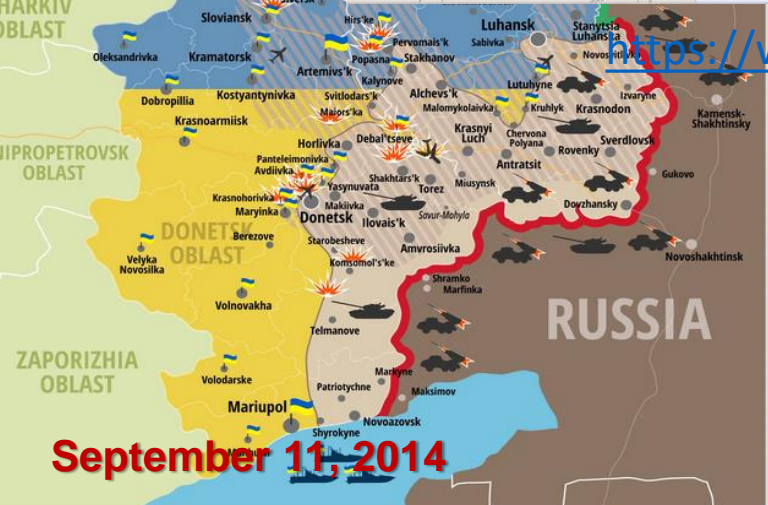 HARKIV
OBLAST
Sloviansk
Hirs'ke
Luhansk
Stanytsia
Luhans'ka
https://v
Oleksandrivka
Kramatorsk
Popasna
Pervomais'k
Sabivka
Stakhanov
Artemivs'k
Kalynove
Lutuhyne
Izvaryne
Dobropillia
Kostyantynivka
Svitlodars'k
Alchevs'k
Maiors'ka
Malomykolaivka
Kruhlyk
Krasnodon
Kamensk-
Shakhtinsky
Krasnoarmiisk
Krasnyi
Luch
Chervona
Polyana
Sverdlovsk
Rovenky
Horlivka
Debal'tseve
NIPROPETROVSK
OBLAST
Panteleimonivka
Avdiivka
Antratsit
Gukovo
Yasynuvata
Shakhtars'k
Torez
Miusynsk
Krasnohorivka
Maryinka
Makiivka
Donetsk
Ilovais'k
Savur-Mohyla
Dovzhansky
DONETSK
OBLAST
Berezove
Starobesheve
Amvrosiivka
Velyka
Novosilka
Komsomol's'ke
Novoshakhtinsk
Shramko
Marfinka
Volnovakha
RUSSIA
Telmanove
ZAPORIZHIA
OBLAST
Volodarske
Markyne
Patriotychne
Maksimov
Mariupol
Novoazovsk
Shyrokyne
September 11, 2014